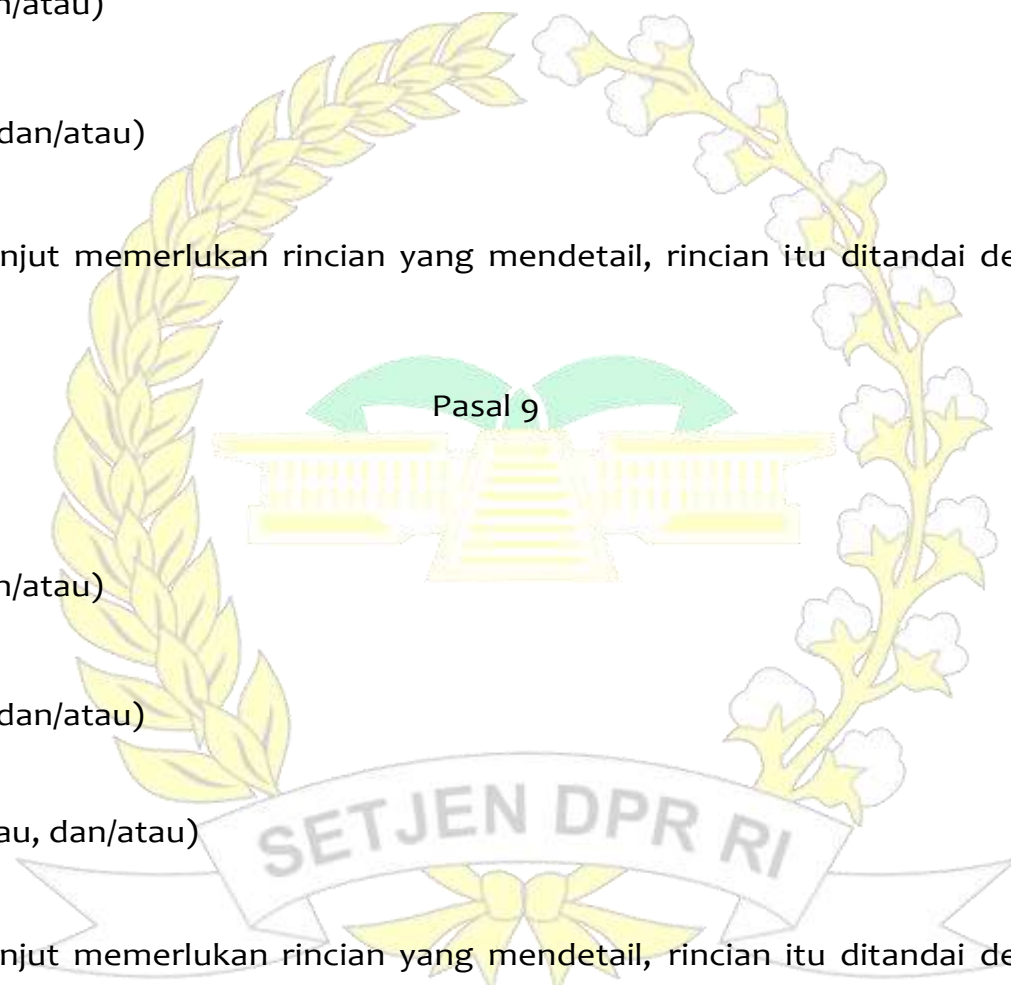 n/atau)
dan/atau)
njut memerlukan rincian yang mendetail, rincian itu ditandai de
Pasal 9
n/atau)
dan/atau)
SETJEN DPR RI
au, dan/atau)
njut memerlukan rincian yang mendetail, rincian itu ditandai de